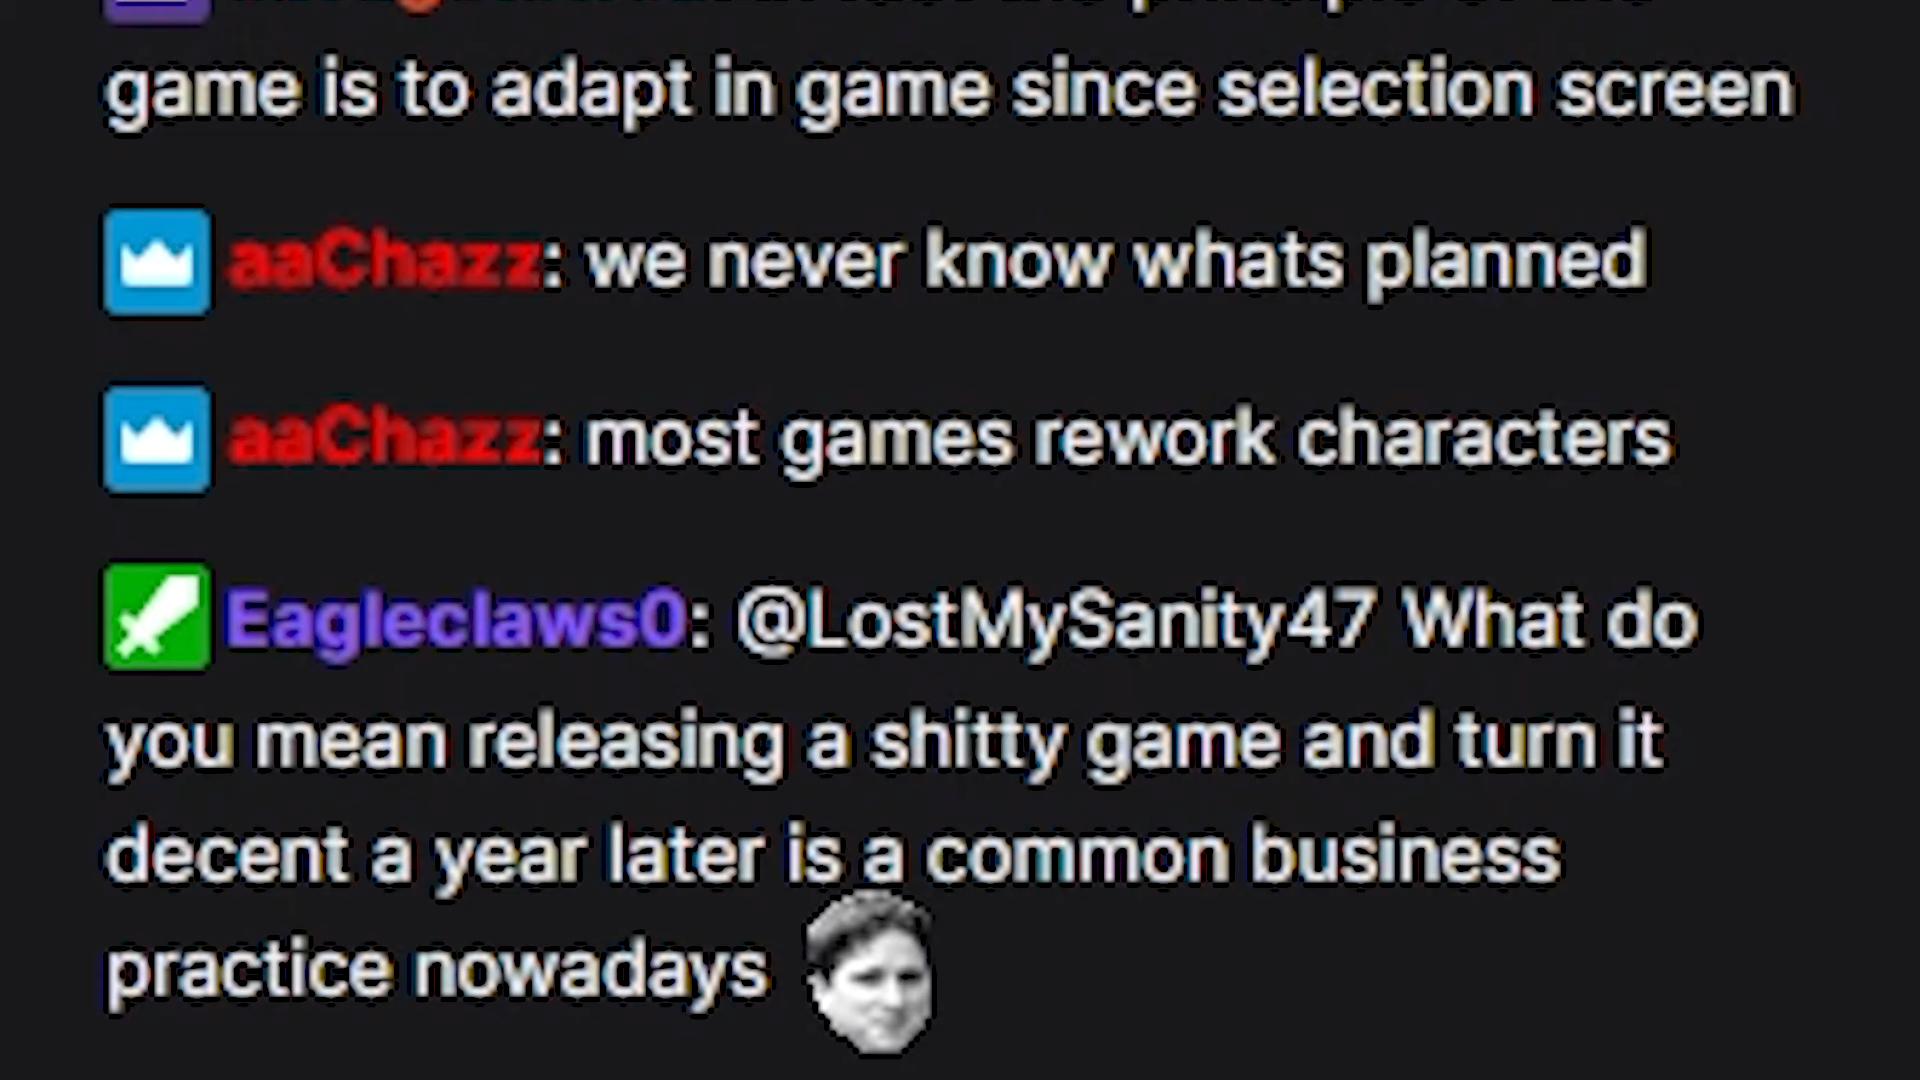 game is to adapt in game since selection screen
aaChazz: we never know whats planned
aaChazz: most games rework characters
Eagleclaws0: @LostMySanity47 What do
you mean releasing a shitty game and turn it
decent a year later is a common business
practice nowadays